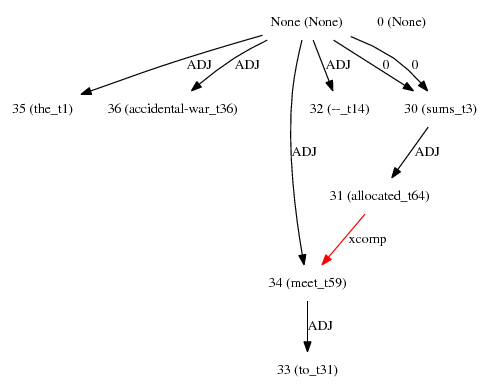 None (None) 0 (None)
ADJ ADJ ADJ 0 0
35 (the_t1) 36 (accidental-war_t36) 32 (--_t14) 30 (sums_t3)
ADJ ADJ
31 (allocated_t64)
xcomp
34 (meet_t59)
ADJ
33 (to_t31)